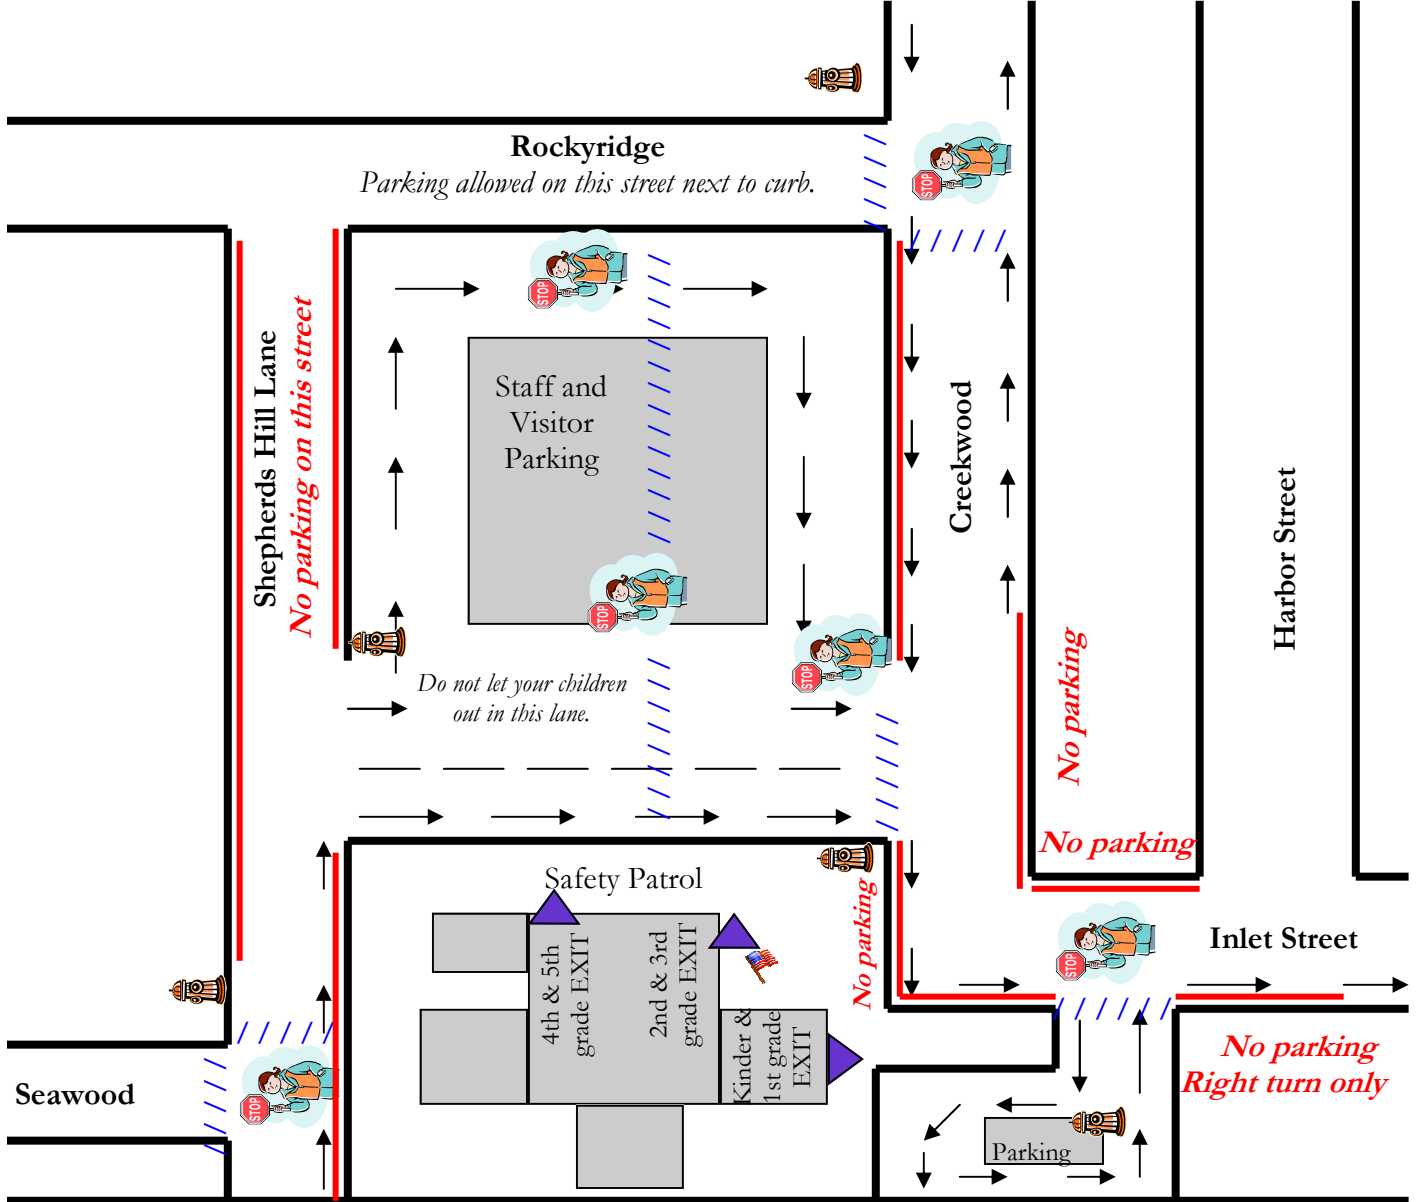 Rockyridge
Parking allowed on this street next to curb.
STOP
STOP
Shepherds Hill Lane
No parking on this street
Staff and
Visitor
Parking
Creekwood
Harbor Street
STOP
STOP
Do not let your children
out in this lane.
No parking
No parking
Safety Patrol
No parking
4th & 5th
grade EXIT
2nd & 3rd
grade EXIT
Kinder &
1st grade
EXIT
STOP
Inlet Street
No parking
Right turn only
Seawood
STOP
Parking